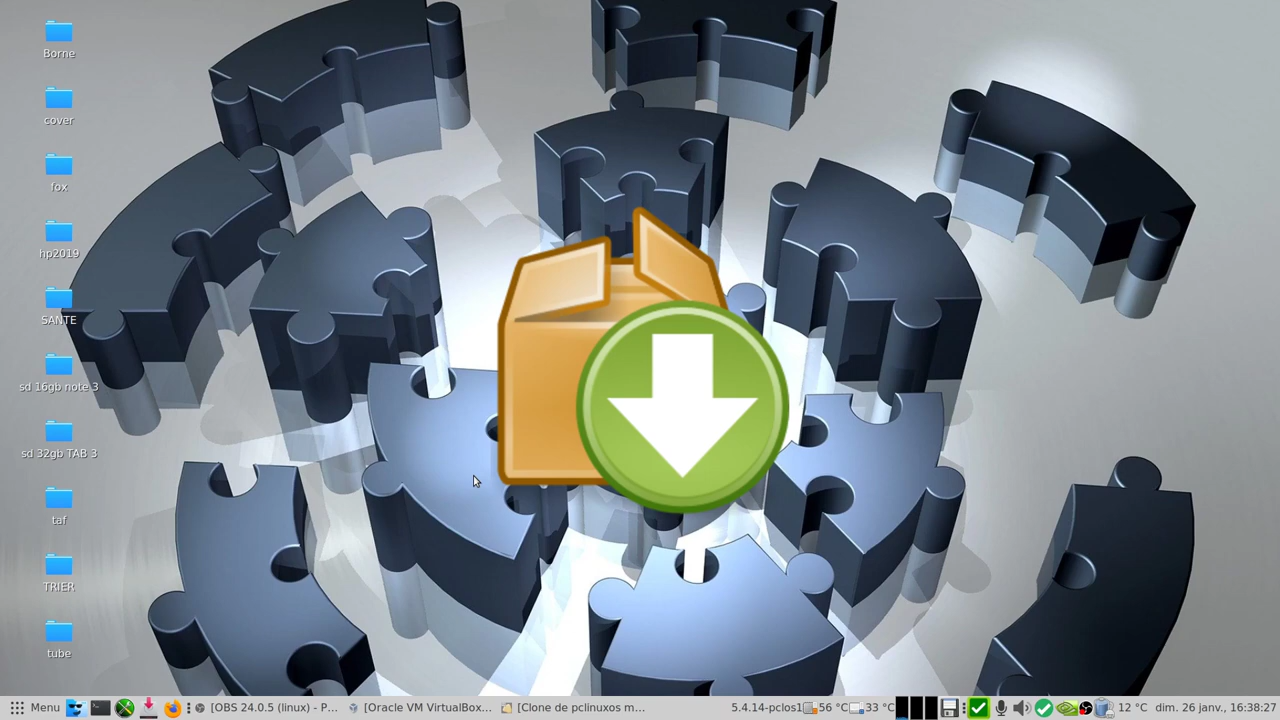 Borne
cover
fox
hp2019
SANTE
sd 16gb note 3
sd 32gb TAB 3
taf
TRIER
tube
Menu [OBS 24.0.3 (linux) - P... [Oracle VM VirtualBox... [Clone de pclinuxos m... 5.4.14-pclos1 56 °C 33 °C 12 °C dim. 26 janv., 16:38:27